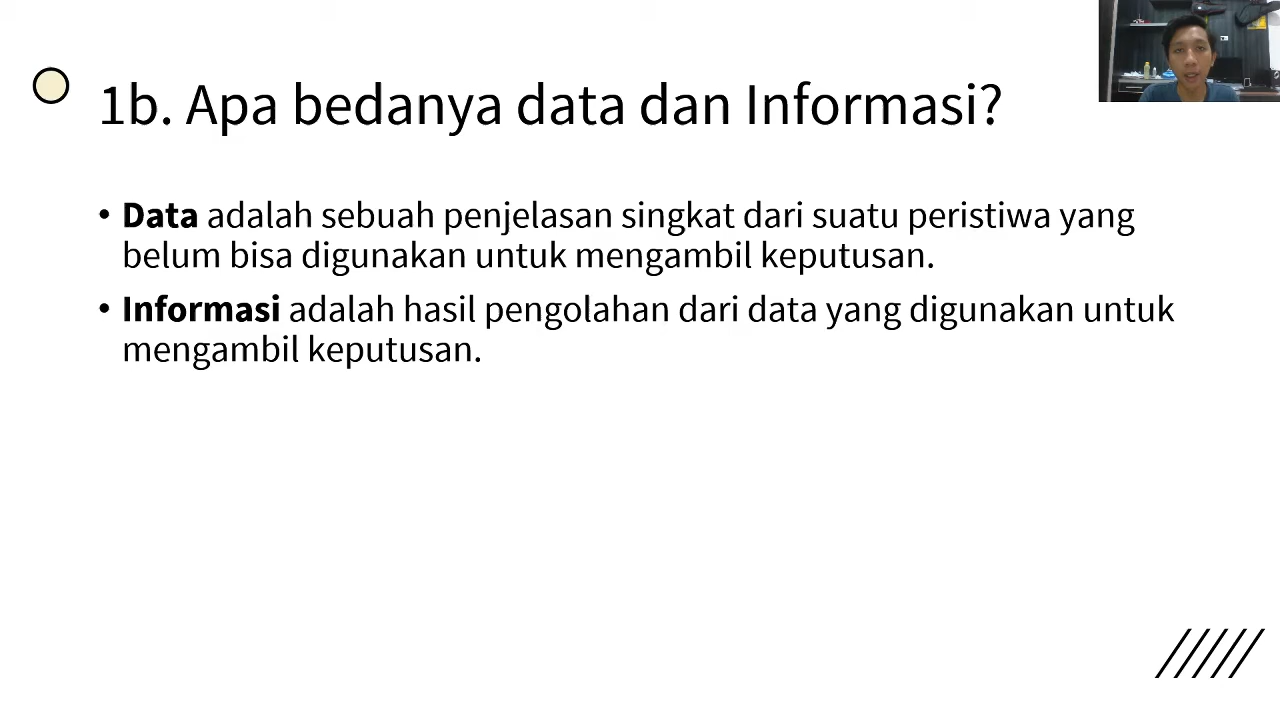 1b. Apa bedanya data dan Informasi?
• Data adalah sebuah penjelasan singkat dari suatu peristiwa yang
belum bisa digunakan untuk mengambil keputusan.
• Informasi adalah hasil pengolahan dari data yang digunakan untuk
mengambil keputusan.